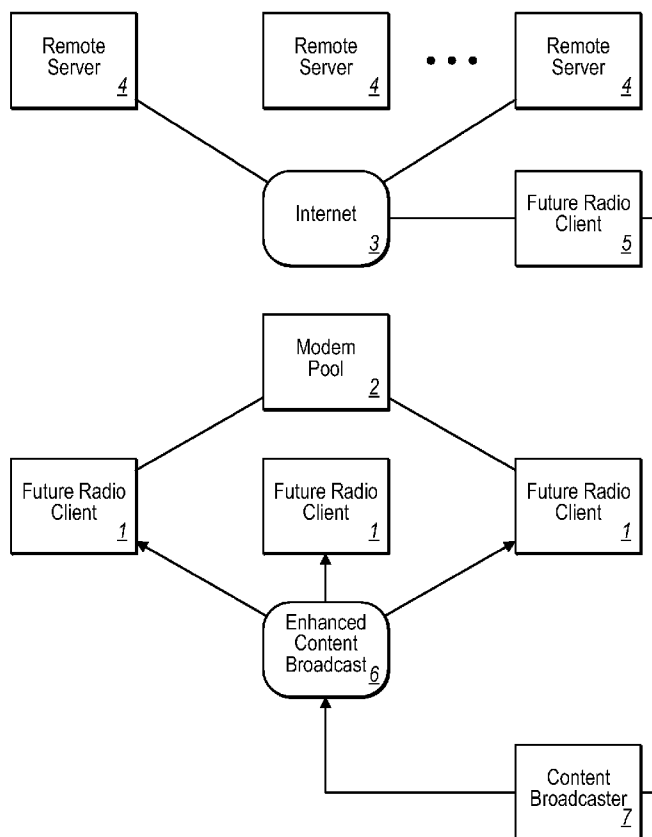 Remote
Server
4
Remote
Server
4
Remote
Server
4
Internet
3
Future Radio
Client
5
Modem
Pool
2
Future Radio
Client
1
Future Radio
Client
1
Future Radio
Client
1
Enhanced
Content
Broadcast
6
Content
Broadcaster
7